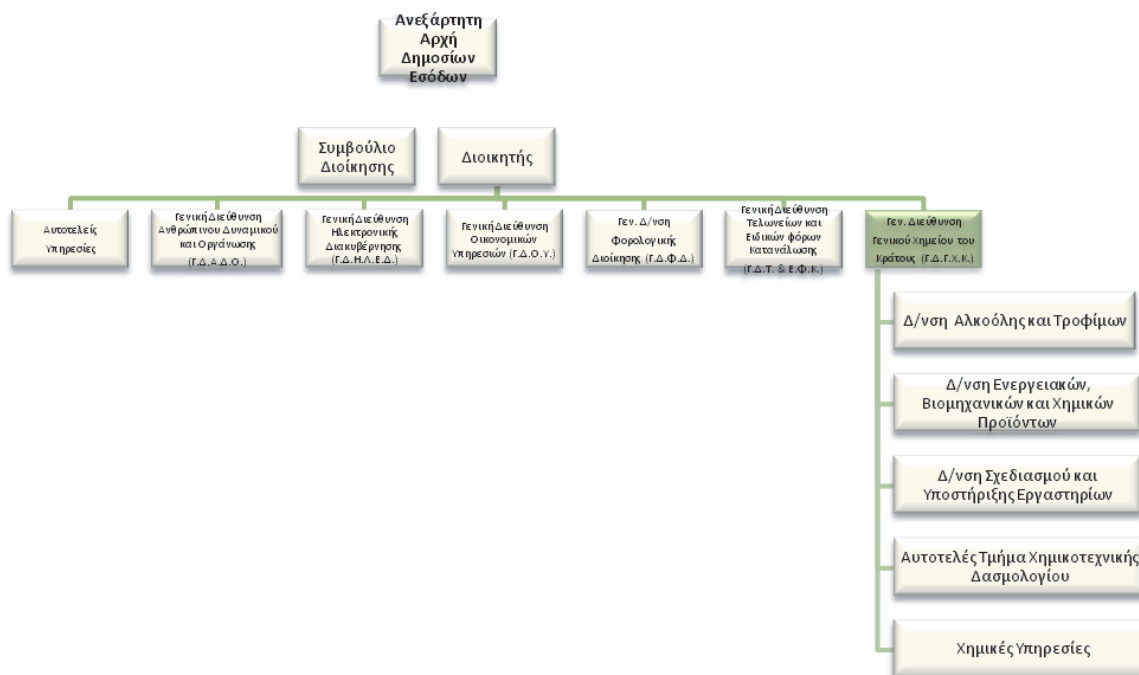 Ανεξάρτητη
Αρχή
Δημοσίων
Εσόδων
Συμβούλιο
Διοίκησης
Διοικητής
Αυτοτελείς
Υπηρεσίες
Γενική Διεύθυνση
Ανθρώπινου Δυναμικού
και Οργάνωσης
(Γ.Δ.Α.Δ.Ο.)
Γενική Διεύθυνση
Ηλεκτρονικής
Διακυβέρνησης
(Γ.Δ.Η.Λ.Ε.Δ.)
Γενική Διεύθυνση
Οικονομικών
Υπηρεσιών (Γ.Δ.Ο.Υ.)
Γεν. Δ/νση
Φορολογικής
Διοίκησης (Γ.Δ.Φ.Δ.)
Γενική Διεύθυνση
Τελωνείων και
Ειδικών φόρων
Κατανάλωσης
(Γ.Δ.Τ. & Ε.Φ.Κ.)
Γεν. Διεύθυνση
Γενικού Χημείου του
Κράτους (Γ.Δ.Γ.Χ.Κ.)
Δ/νση Αλκοόλης και Τροφίμων
Δ/νση Ενεργειακών,
Βιομηχανικών και Χημικών
Προϊόντων
Δ/νση Σχεδιασμού και
Υποστήριξης Εργαστηρίων
Αυτοτελές Τμήμα Χημικοτεχνικής
Δασμολογίου
Χημικές Υπηρεσίες